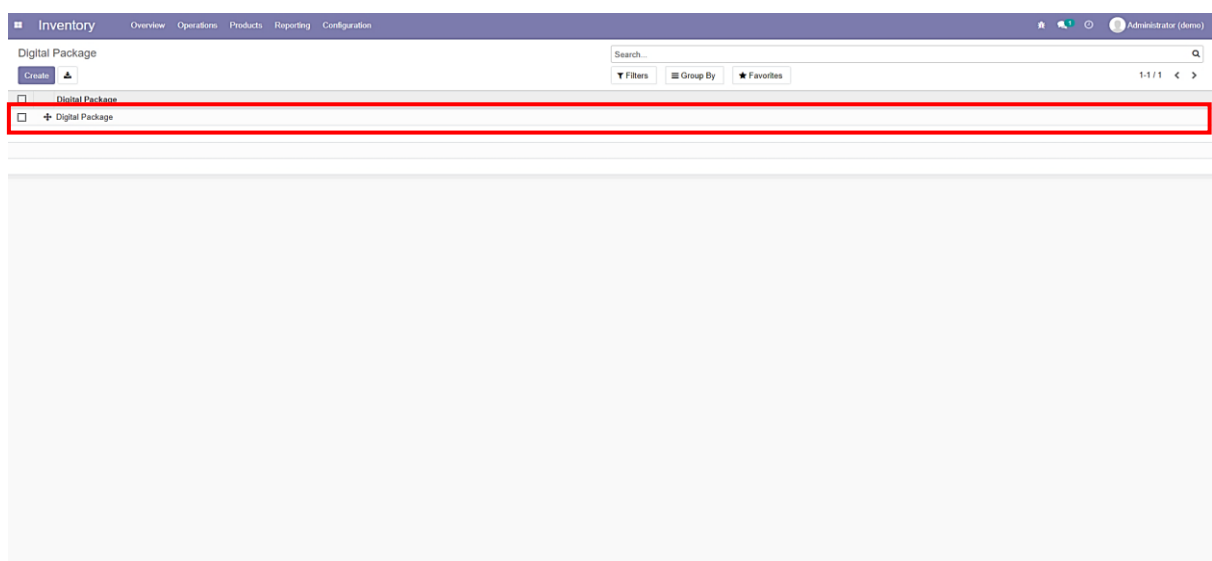 Inventory Overview Operations Products Reporting Configuration 1 Administrator (demo)
Digital Package Search...
Create Filters Group By Favorites 1-1 / 1
Digital Package
Digital Package